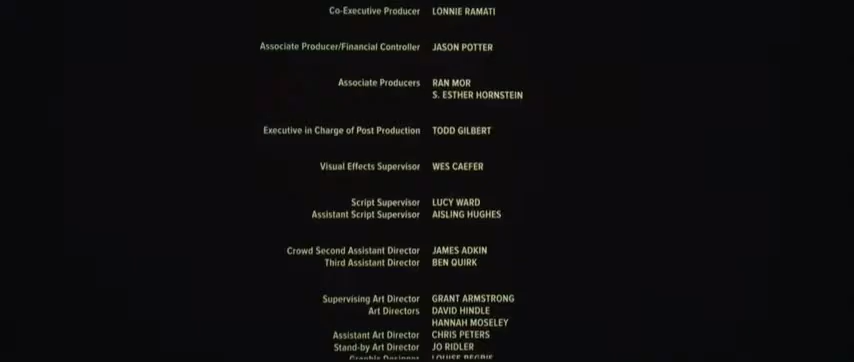 Co-Executive Producer LONNIE RAMATI
Associate Producer/Financial Controller JASON POTTER
Associate Producers RAN MOR
S. ESTHER HORNSTEIN
Executive in Charge of Post Production TODD GILBERT
Visual Effects Supervisor WES CAEFER
Script Supervisor LUCY WARD
Assistant Script Supervisor AISLING HUGHES
Crowd Second Assistant Director JAMES ADKIN
Third Assistant Director BEN QUIRK
Supervising Art Director GRANT ARMSTRONG
Art Directors DAVID HINDLE
HANNAH MOSELEY
Assistant Art Director CHRIS PETERS
Stand-by Art Director JO RIDLER
Graphic Designer LOUISE